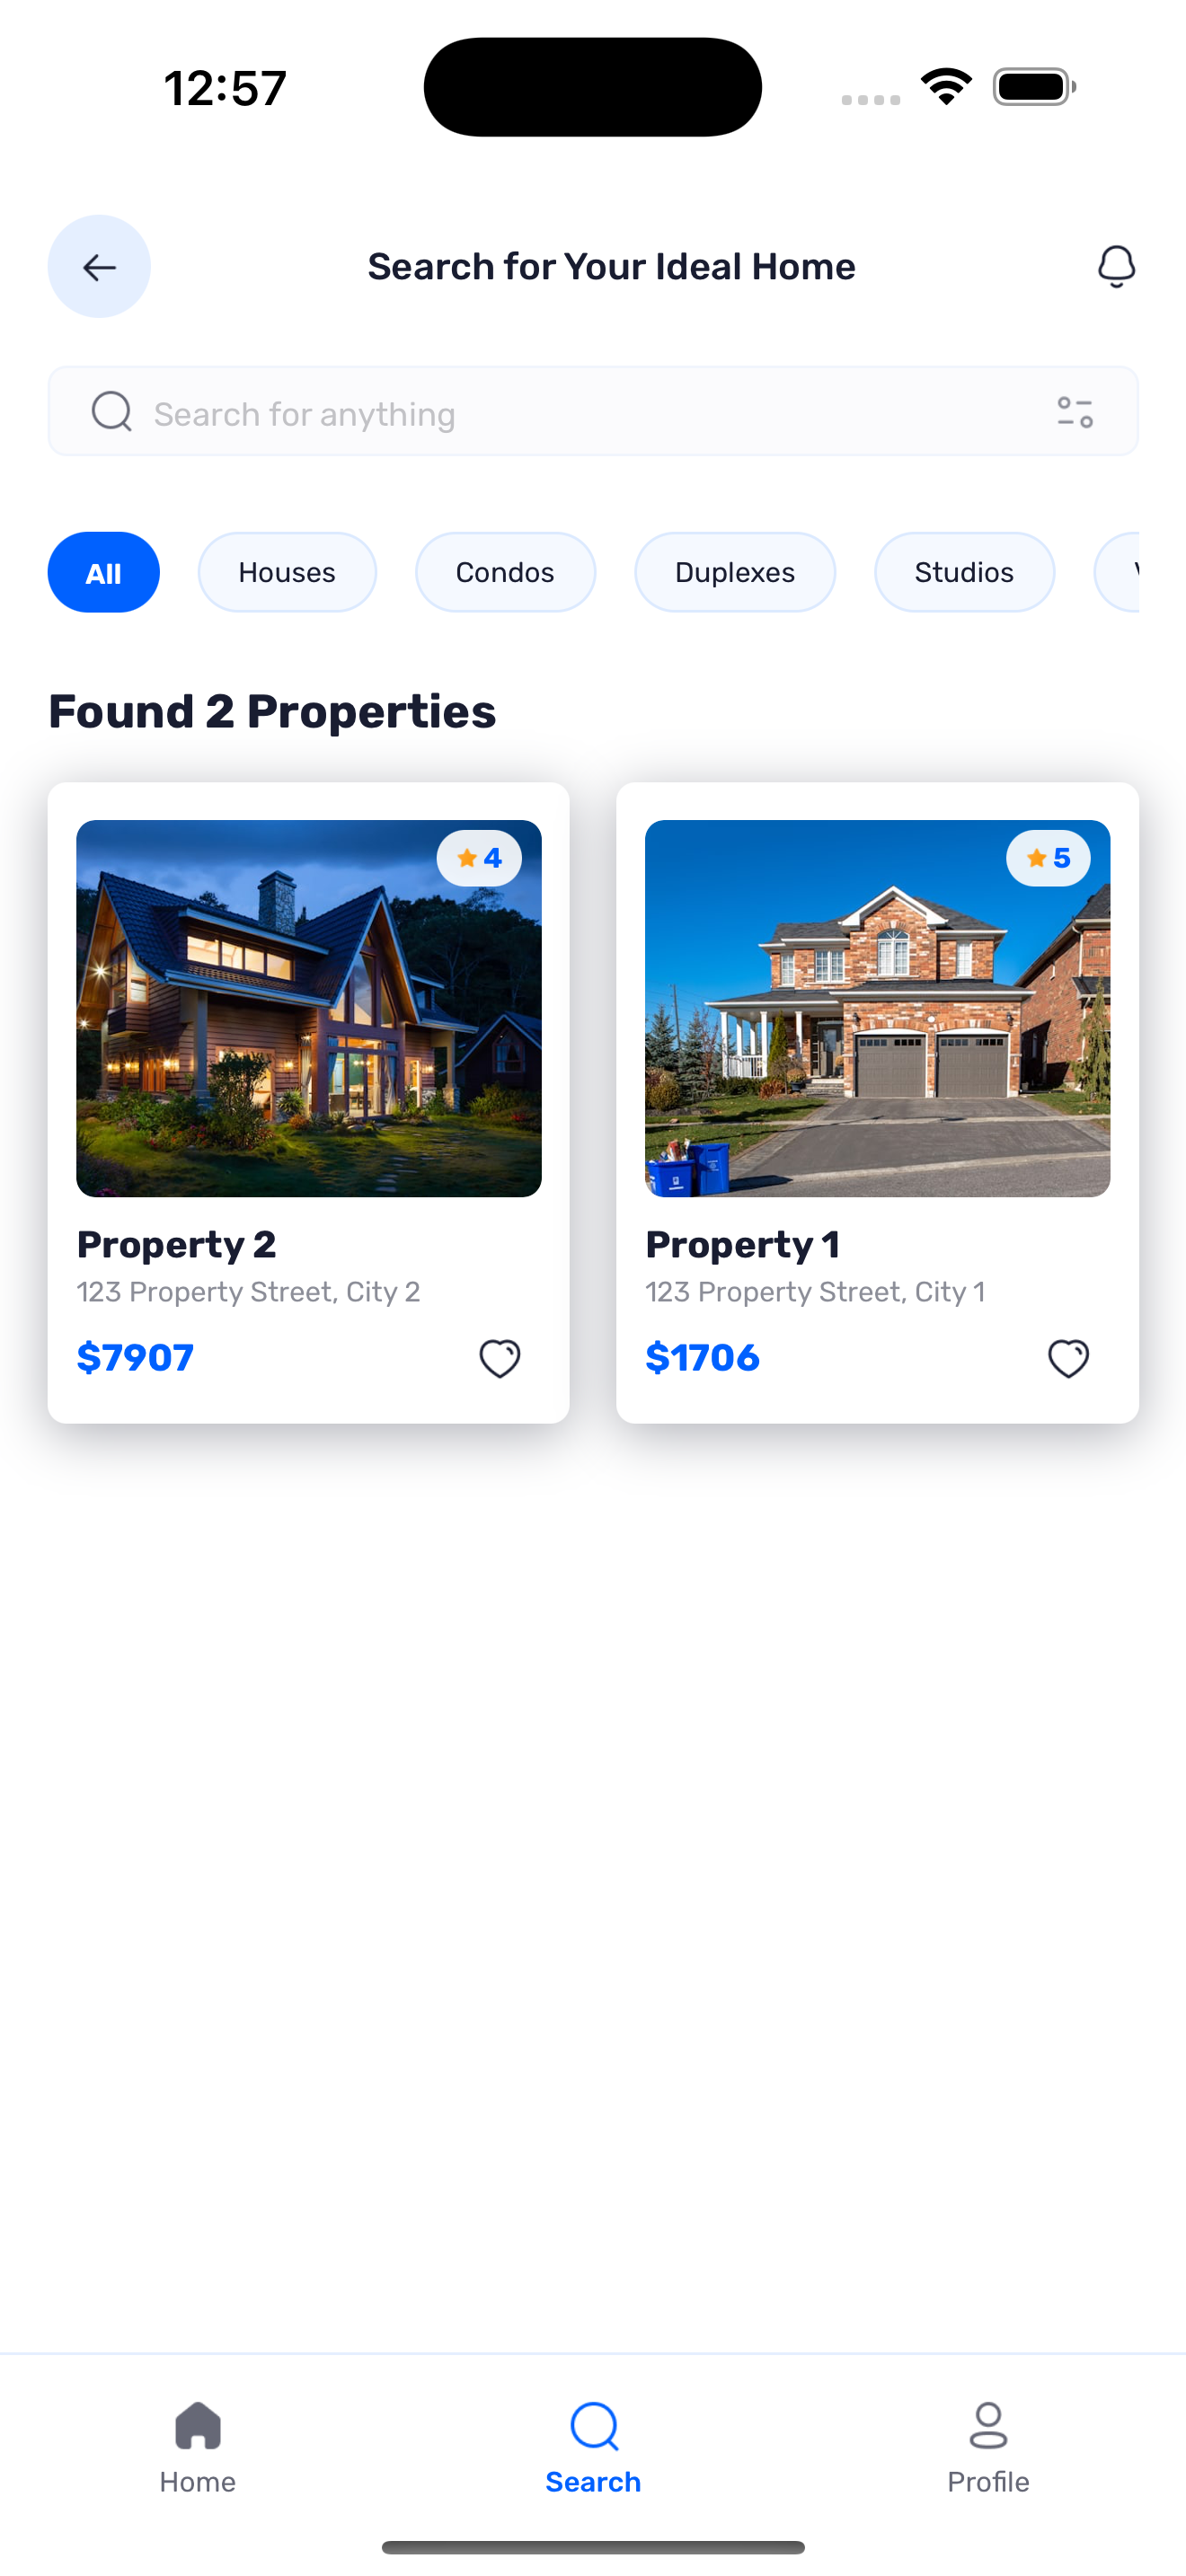 12:57
Search for Your Ideal Home
Search for anything
All Houses Condos Duplexes Studios
Found 2 Properties
4
5
Property 2
123 Property Street, City 2
$7907
Property 1
123 Property Street, City 1
$1706
Home Search Profile